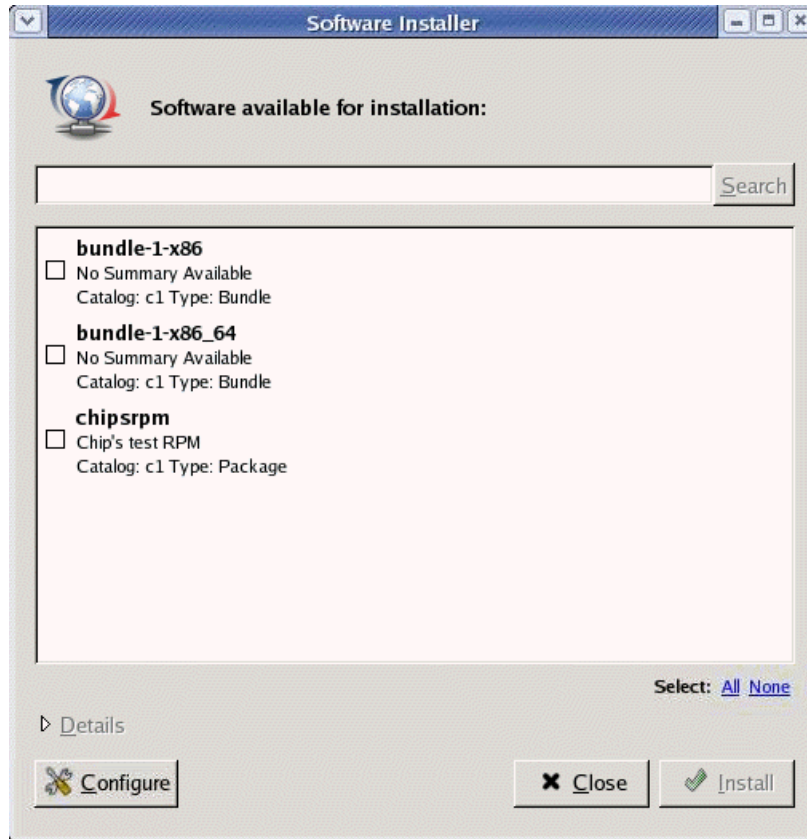 Software Installer
Software available for installation:
Search
bundle-1-x86
No Summary Available
Catalog: c1 Type: Bundle
bundle-1-x86_64
No Summary Available
Catalog: c1 Type: Bundle
chipsrpm
Chip's test RPM
Catalog: c1 Type: Package
Select: All None
Details
Configure Close Install